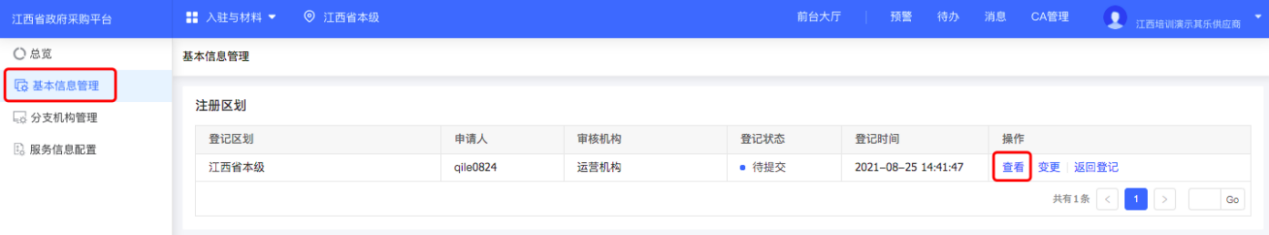 江西省政府采购平台 入驻与材料 江西省本级 前台大厅 预警 待办 消息 CA管理 江西培训演示其乐供应商
总览
基本信息管理
分支机构管理
服务信息配置
基本信息管理
注册区划
登记区划 申请人 审核机构 登记状态 登记时间 操作
江西省本级 qile0824 运营机构 待提交 2021-08-25 14:41:47 查看 变更 返回登记
共有1条 < 1 > Go